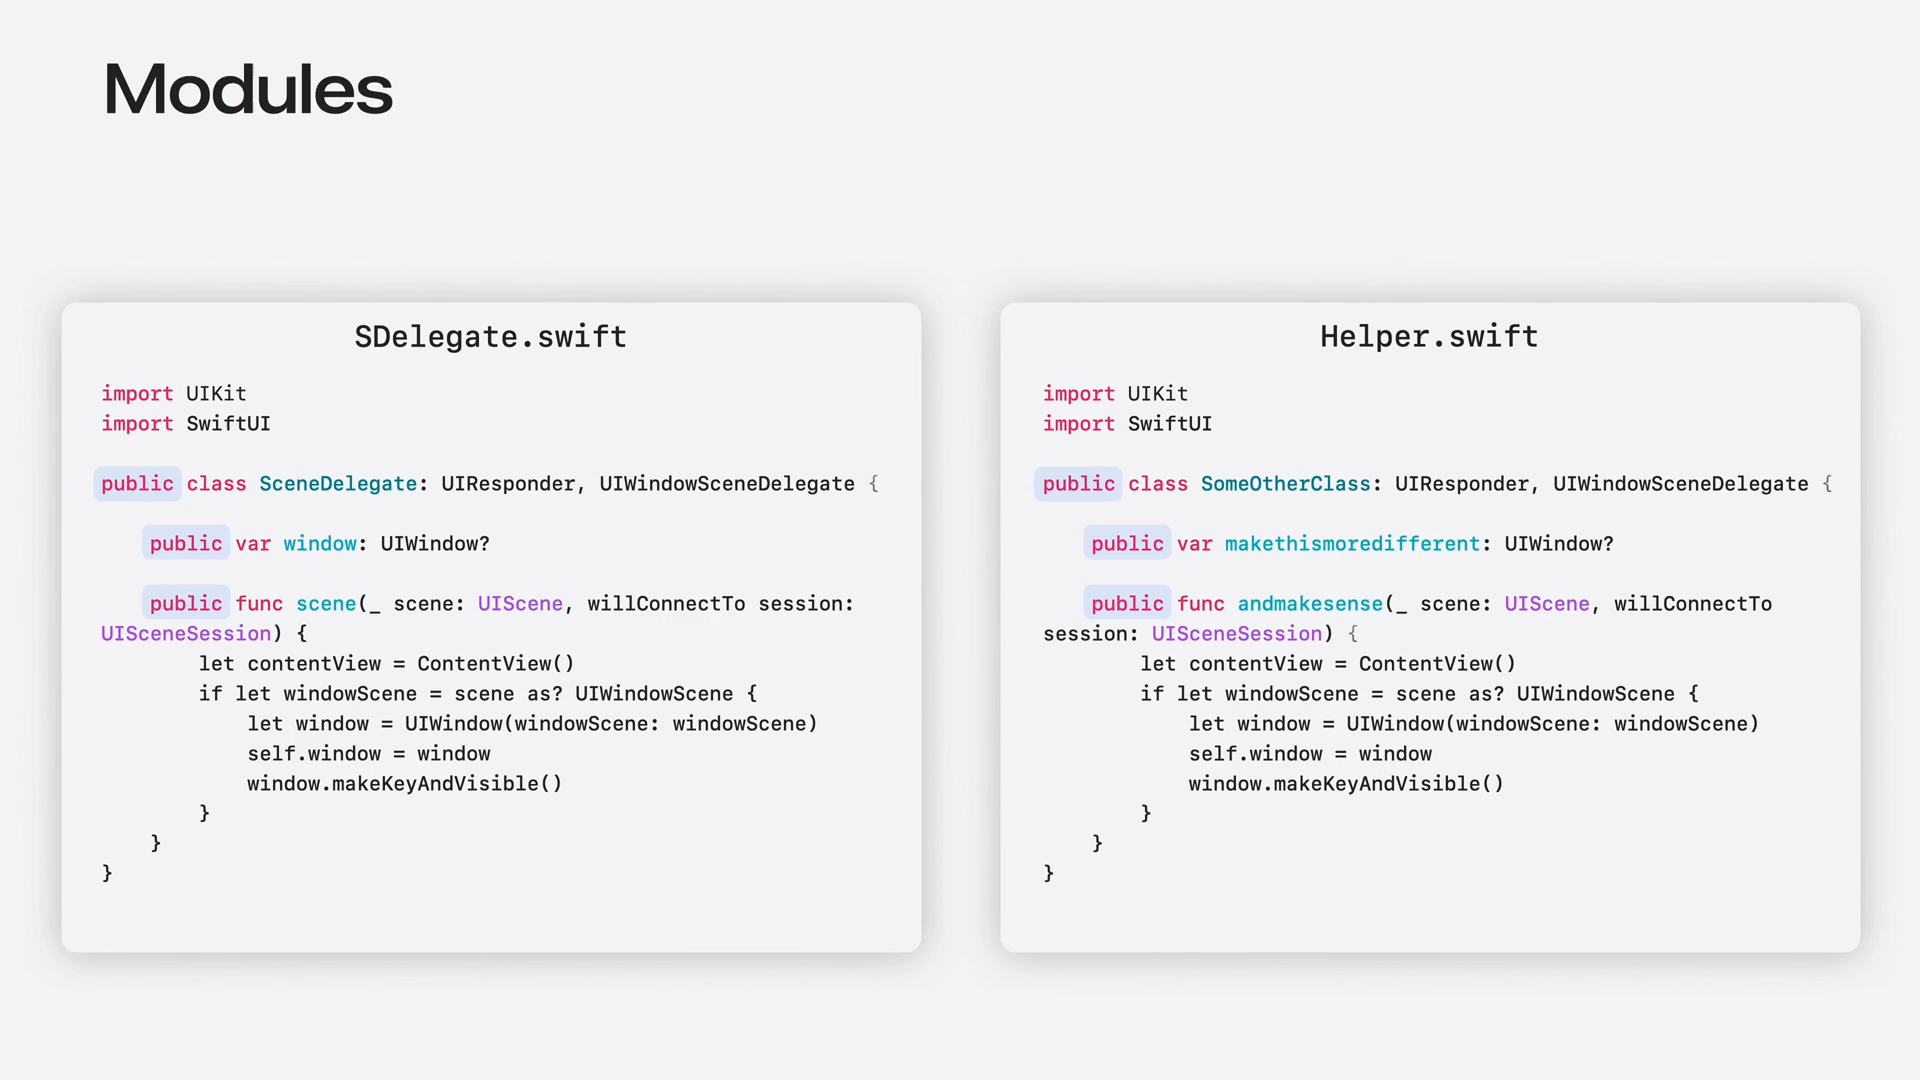 Modules
SDelegate.swift
import UIKit
import SwiftUI
public class SceneDelegate: UIResponder, UIWindowSceneDelegate {
public var window: UIWindow?
public func scene(_ scene: UIScene, willConnectTo session:
UISceneSession) {
let contentView = ContentView()
if let windowScene = scene as? UIWindowScene {
let window = UIWindow(windowScene: windowScene)
self.window = window
window.makeKeyAndVisible()
}
}
}
Helper.swift
import UIKit
import SwiftUI
public class SomeOtherClass: UIResponder, UIWindowSceneDelegate {
public var makethismoredifferent: UIWindow?
public func andmakesense(_ scene: UIScene, willConnectTo
session: UISceneSession) {
let contentView = ContentView()
if let windowScene = scene as? UIWindowScene {
let window = UIWindow(windowScene: windowScene)
self.window = window
window.makeKeyAndVisible()
}
}
}